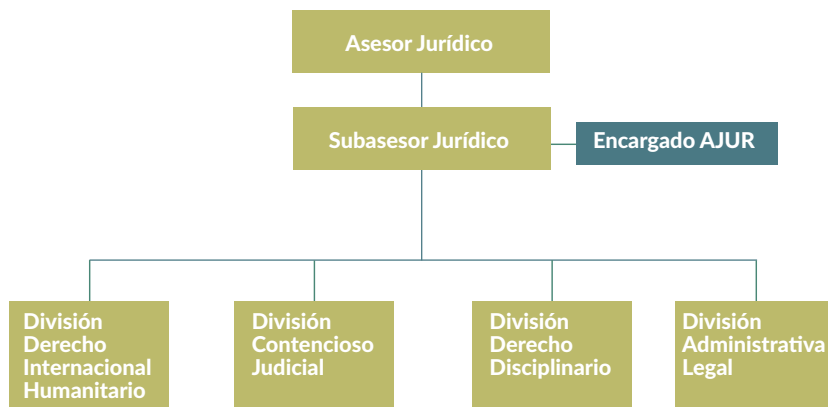 Asesor Jurídico
Subasesor Jurídico
Encargado AJUR
División
Derecho
Internacional
Humanitario
División
Contencioso
Judicial
División
Derecho
Disciplinario
División
Administrativa
Legal